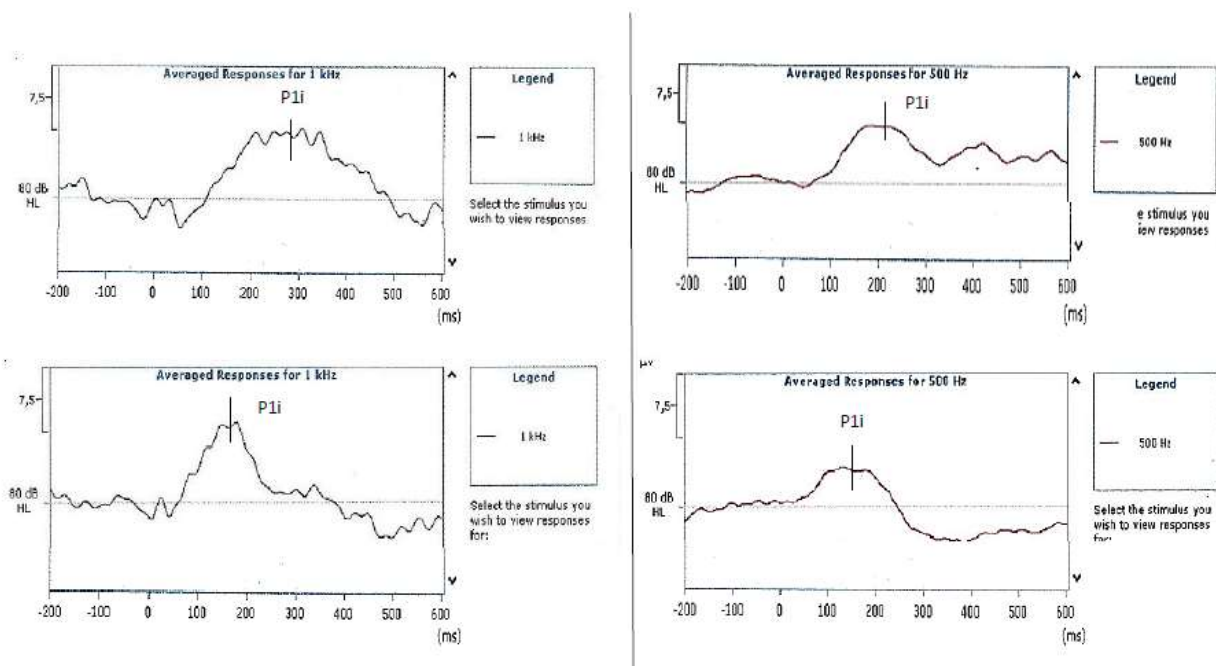 Averaged Responses for 1 kHz
P1i
7,5
80 dB
HL
-200 -100 0 100 200 300 400 500 600
(ms)
Legend
1 kHz
Select the stimulus you
wish to view responses
Averaged Responses for 500 Hz
P1i
7,5
80 dB
HL
-200 -100 0 100 200 300 400 500 600
(ms)
Legend
500 Hz
e stimulus you
iew responses
Averaged Responses for 1 kHz
P1i
7,5
80 dB
HL
-200 -100 0 100 200 300 400 500 600
(ms)
Legend
1 kHz
Select the stimulus you
wish to view responses
for:
µv
Averaged Responses for 500 Hz
P1i
7,5
80 dB
HL
-200 -100 0 100 200 300 400 500 600
(ms)
Legend
500 Hz
Select the stimulus you
wish to view responses
for: